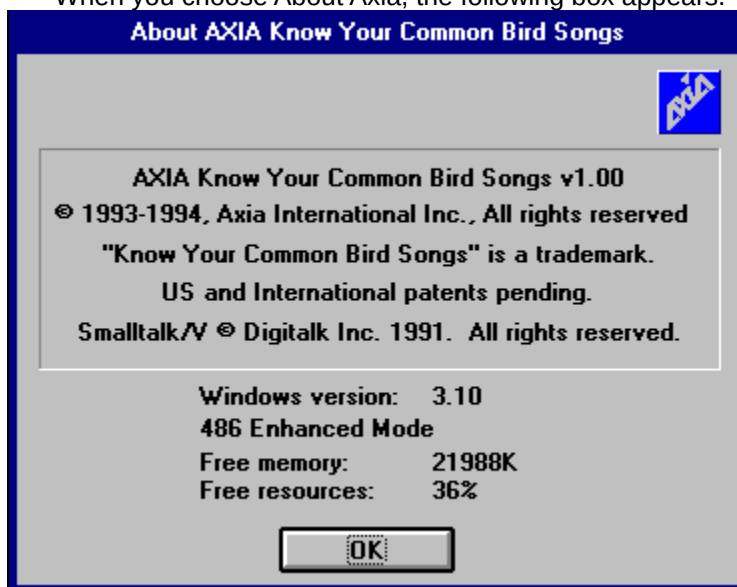 When you choose About Axia, the following box appears:
About AXIA Know Your Common Bird Songs
AXIA
AXIA Know Your Common Bird Songs v1.00
© 1993-1994, Axia International Inc., All rights reserved
"Know Your Common Bird Songs" is a trademark.
US and International patents pending.
Smalltalk/V © Digitalk Inc. 1991.  All rights reserved.
Windows version: 3.10
486 Enhanced Mode
Free memory: 21988K
Free resources: 36%
OK